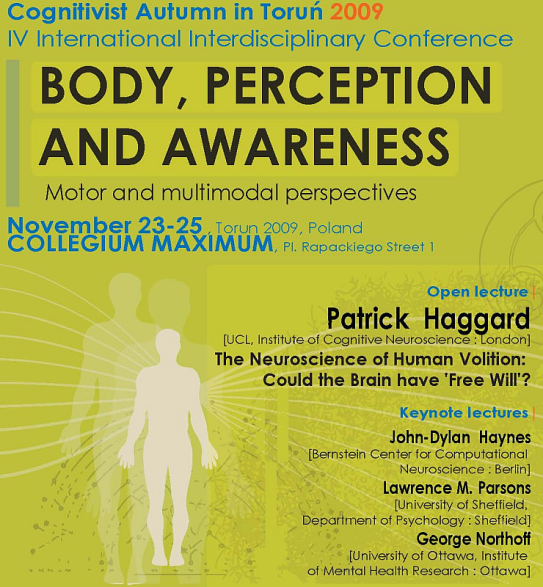 Cognitivist Autumn in Toruń 2009
IV International Interdisciplinary Conference
BODY, PERCEPTION
AND AWARENESS
Motor and multimodal perspectives
November 23-25, Torun 2009, Poland
COLLEGIUM MAXIMUM, Pl. Rapackiego Street 1
Open lecture |
Patrick Haggard
[UCL, Institute of Cognitive Neuroscience : London]
The Neuroscience of Human Volition:
Could the Brain have 'Free Will'?
Keynote lectures |
John-Dylan Haynes
[Bernstein Center for Computational
Neuroscience : Berlin]
Lawrence M. Parsons
[University of Sheffield,
Department of Psychology : Sheffield]
George Northoff
[University of Ottawa, Institute
of Mental Health Research : Ottawa]